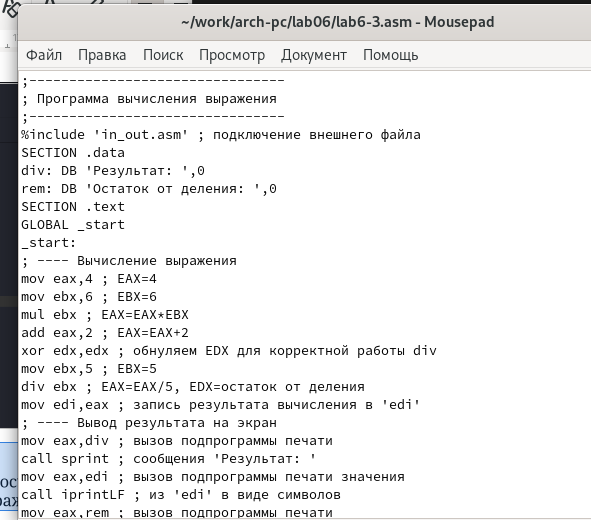 ~/work/arch-pc/lab06/lab6-3.asm - Mousepad
Файл Правка Поиск Просмотр Документ Помощь
;--------------------------------
; Программа вычисления выражения
;--------------------------------
%include 'in_out.asm' ; подключение внешнего файла
SECTION .data
div: DB 'Результат: ',0
rem: DB 'Остаток от деления: ',0
SECTION .text
GLOBAL _start
_start:
; ---- Вычисление выражения
mov eax,4 ; EAX=4
mov ebx,6 ; EBX=6
mul ebx ; EAX=EAX*EBX
add eax,2 ; EAX=EAX+2
xor edx,edx ; обнуляем EDX для корректной работы div
mov ebx,5 ; EBX=5
div ebx ; EAX=EAX/5, EDX=остаток от деления
mov edi,eax ; запись результата вычисления в 'edi'
; ---- Вывод результата на экран
mov eax,div ; вызов подпрограммы печати
call sprint ; сообщения 'Результат: '
mov eax,edi ; вызов подпрограммы печати значения
call iprintLF ; из 'edi' в виде символов
mov eax,rem ; вызов подпрограммы печати